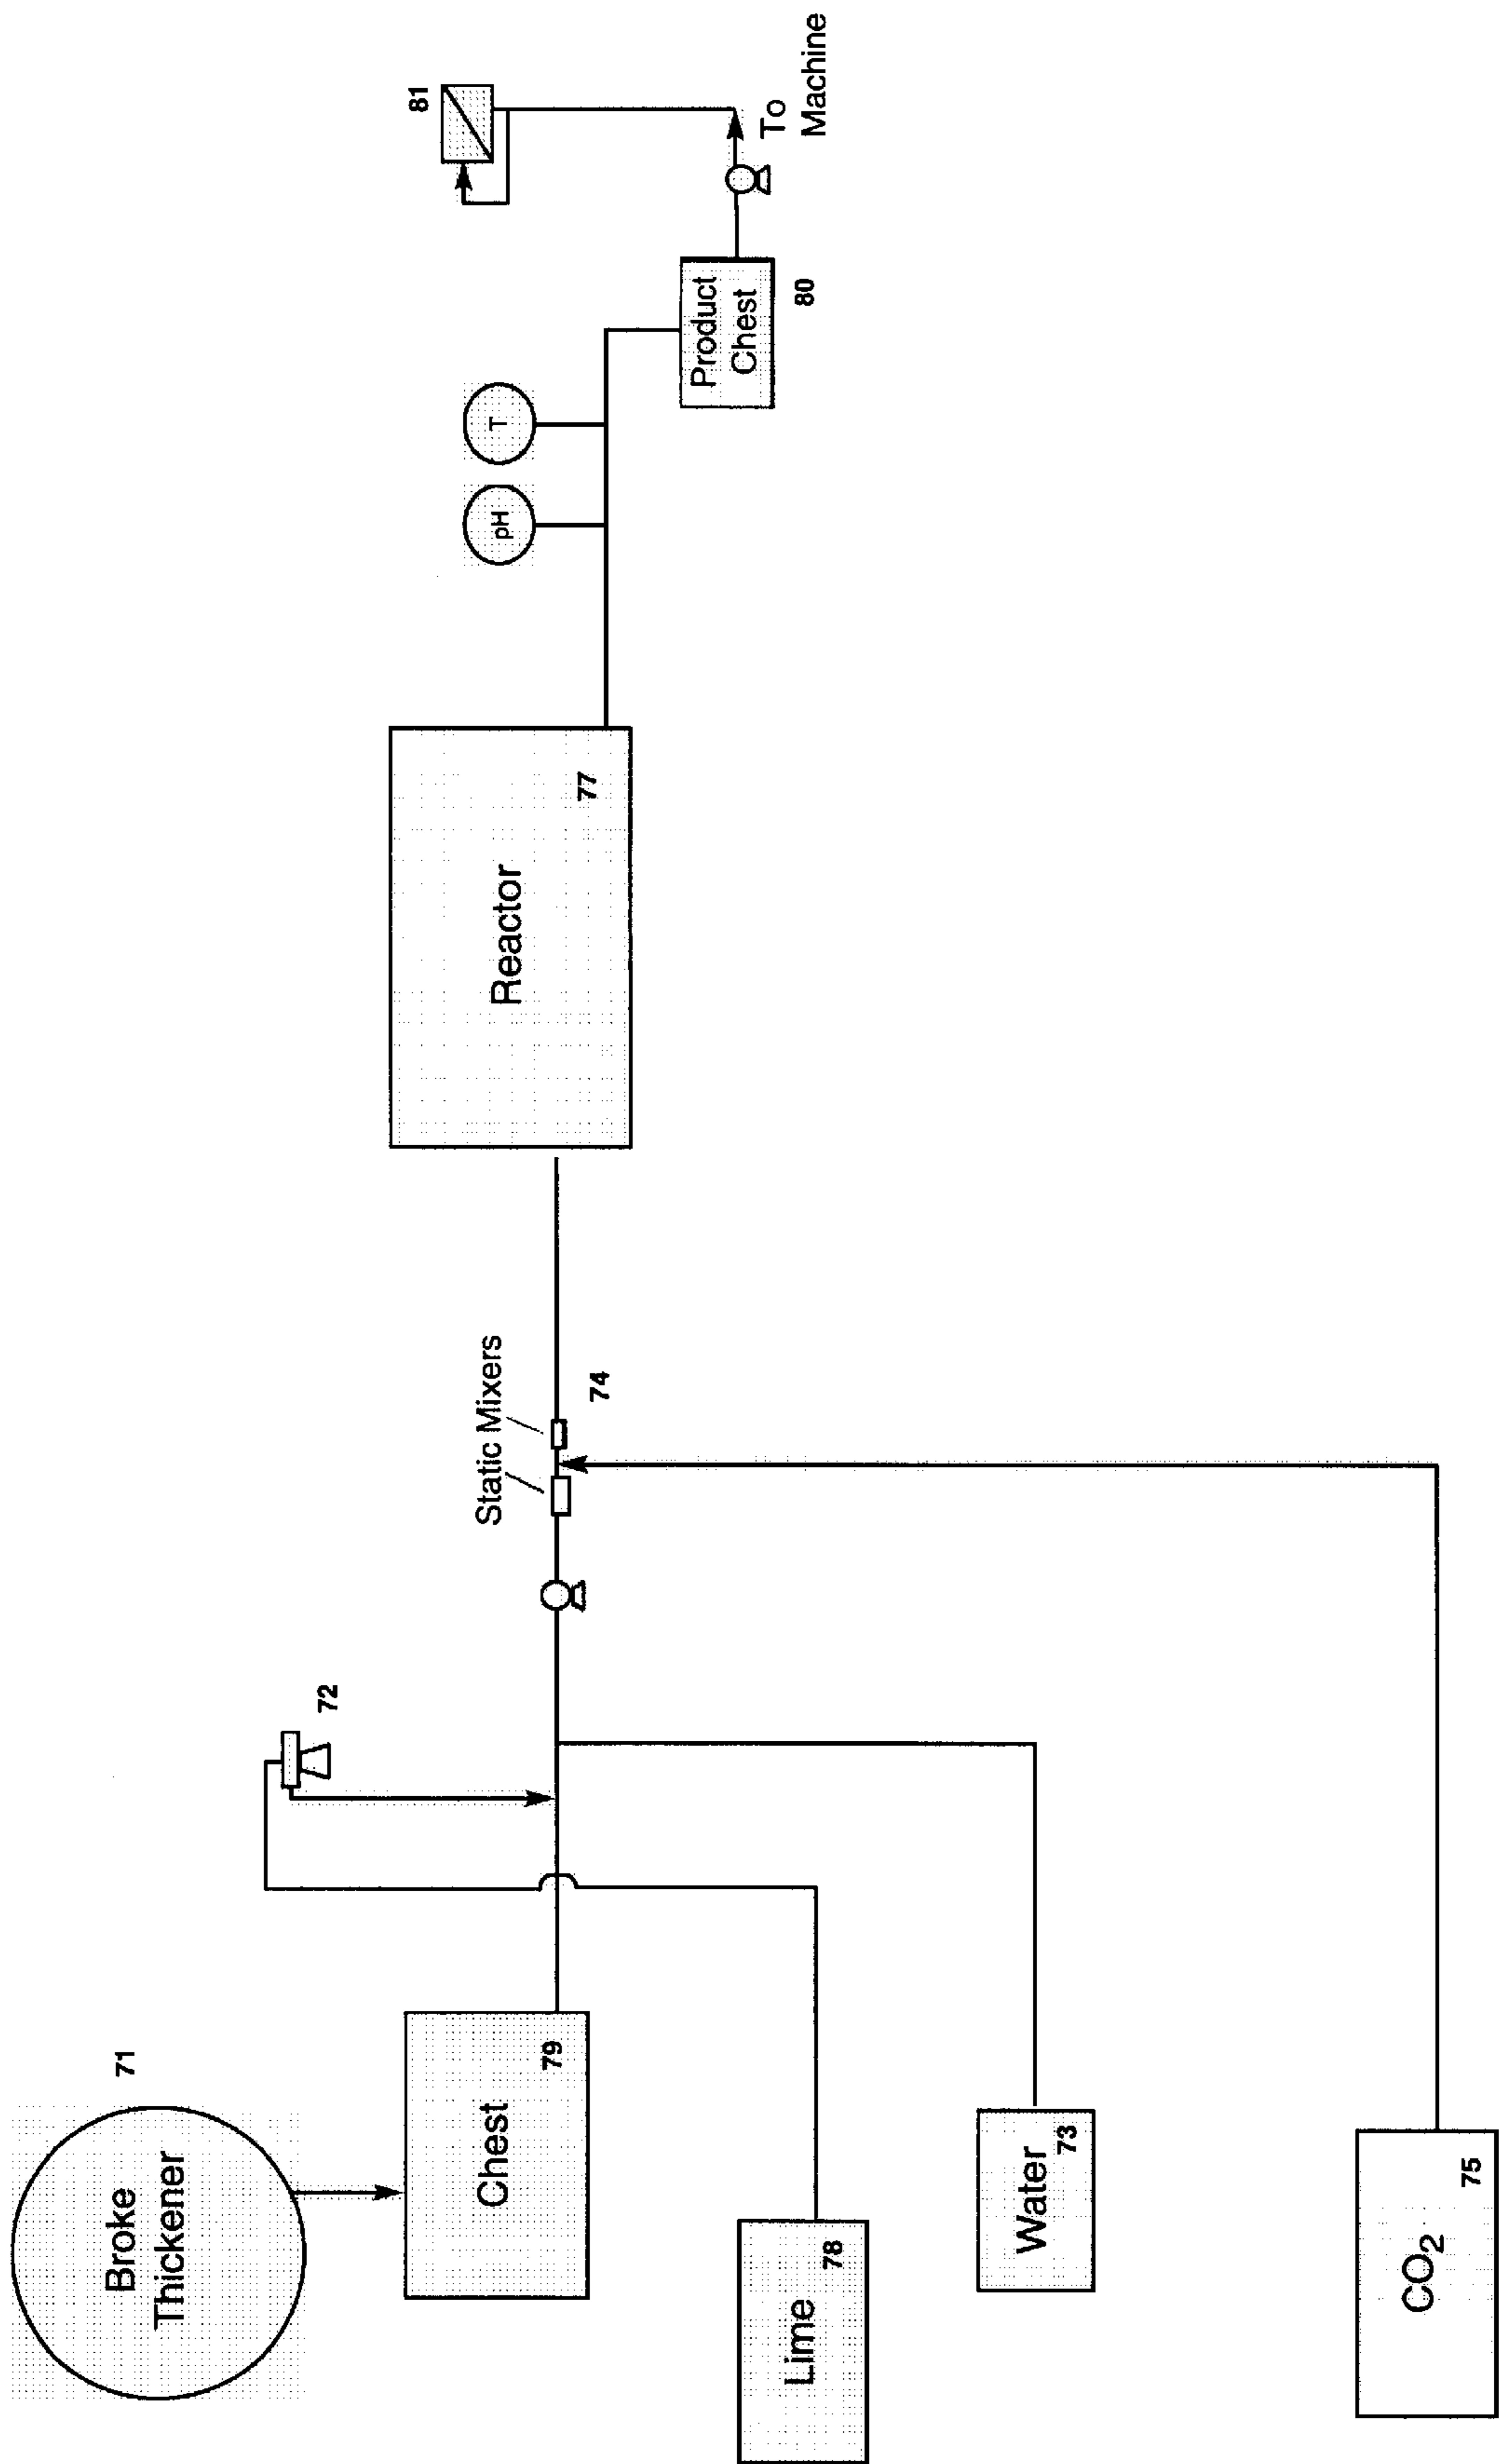 Broke
Thickener
71
Chest
79
72
Lime
78
Water
73
CO₂
75
Static Mixers
74
Reactor
77
pH
T
Product
Chest
80
81
To
Machine